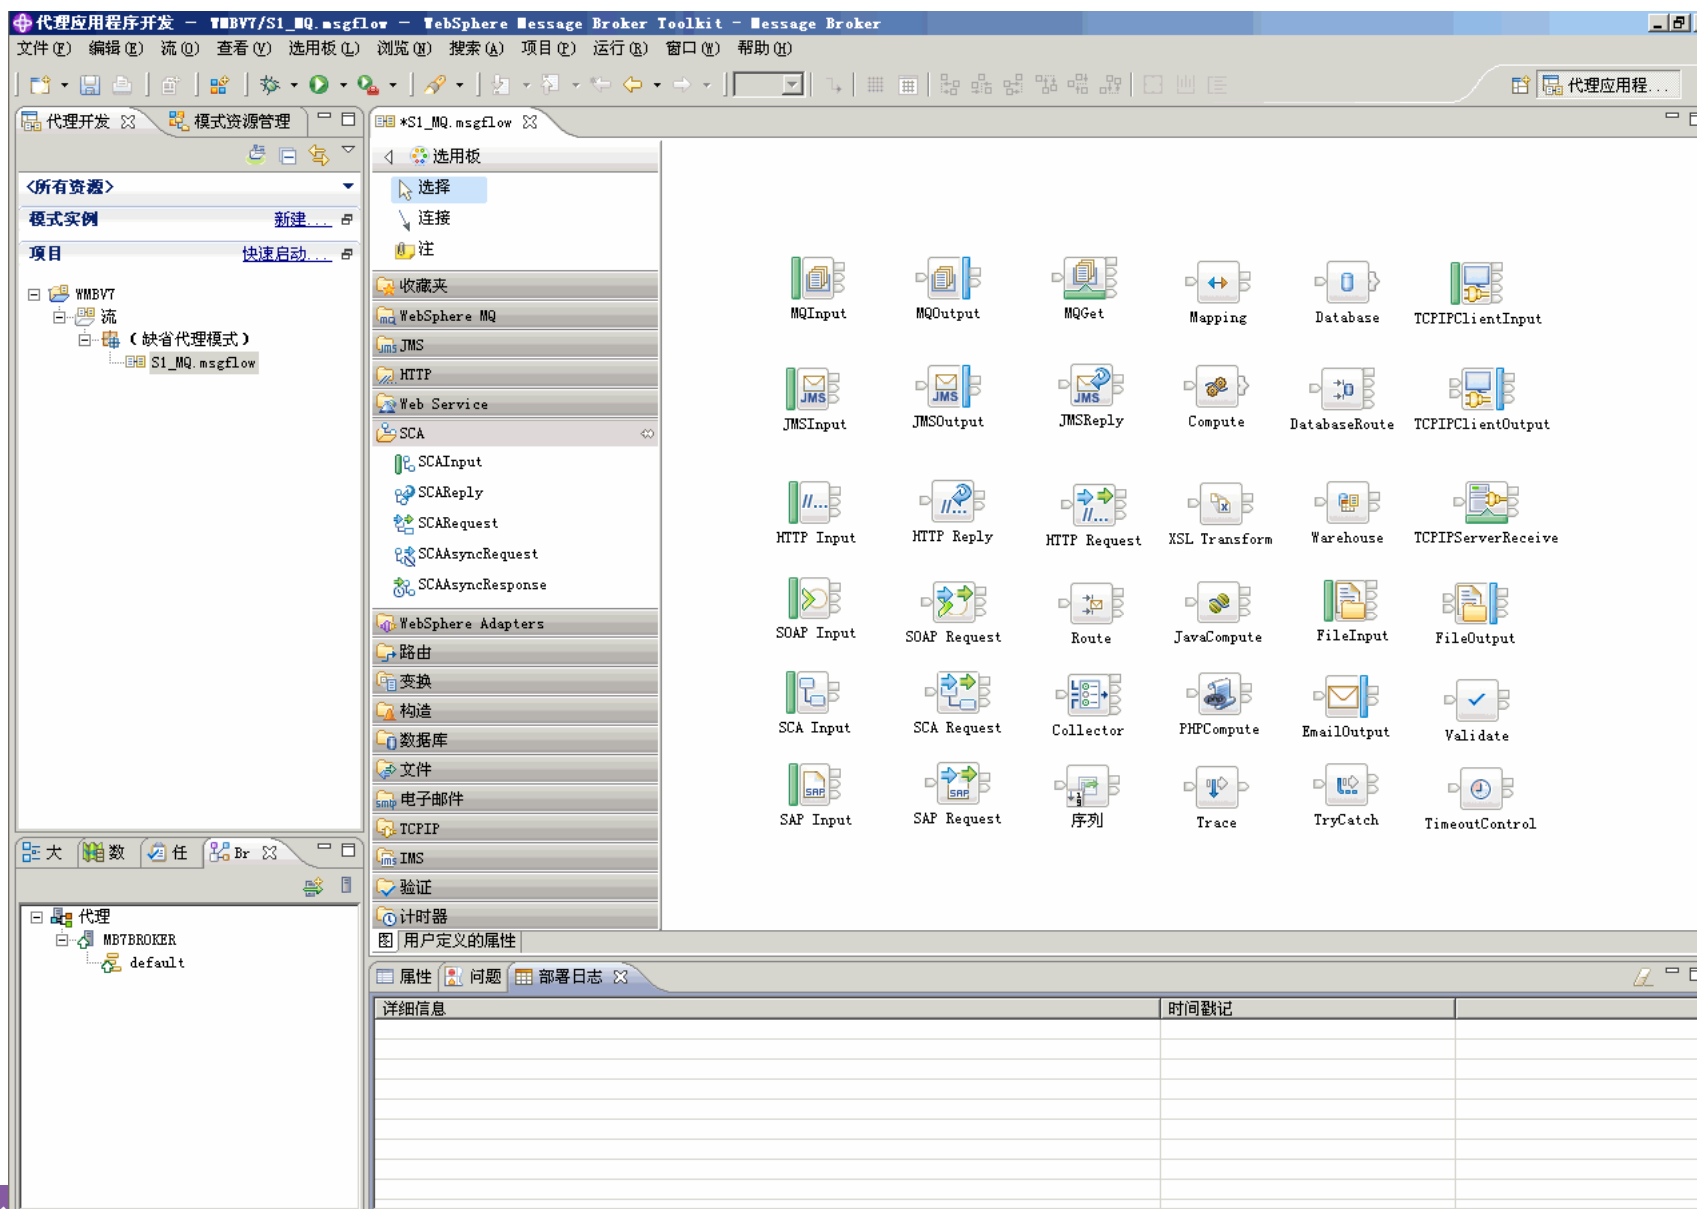 代理应用程序开发 - WMBV7/S1_MQ.msgflow - WebSphere Message Broker Toolkit - Message Broker
文件(F) 编辑(E) 流(O) 查看(V) 选用板(L) 浏览(N) 搜索(A) 项目(P) 运行(R) 窗口(W) 帮助(H)
代理应用程...
代理开发 模式资源管理
*S1_MQ.msgflow
<所有资源>
模式实例 新建...
项目 快速启动...
WMBV7
流
(缺省代理模式)
S1_MQ.msgflow
选用板
选择
连接
注
收藏夹
WebSphere MQ
JMS
HTTP
Web Service
SCA
SCAInput
SCAReply
SCARequest
SCAAsyncRequest
SCAAsyncResponse
WebSphere Adapters
路由
变换
构造
数据库
文件
电子邮件
TCPIP
IMS
验证
计时器
图 用户定义的属性
MQInput MQOutput MQGet Mapping Database TCPIPClientInput
JMSInput JMSOutput JMSReply Compute DatabaseRoute TCPIPClientOutput
HTTP Input HTTP Reply HTTP Request XSL Transform Warehouse TCPIPServerReceive
SOAP Input SOAP Request Route JavaCompute FileInput FileOutput
SCA Input SCA Request Collector PHPCompute EmailOutput Validate
SAP Input SAP Request 序列 Trace TryCatch TimeoutControl
大 数 任 Br
代理
MB7BROKER
default
属性 问题 部署日志
详细信息 时间戳记